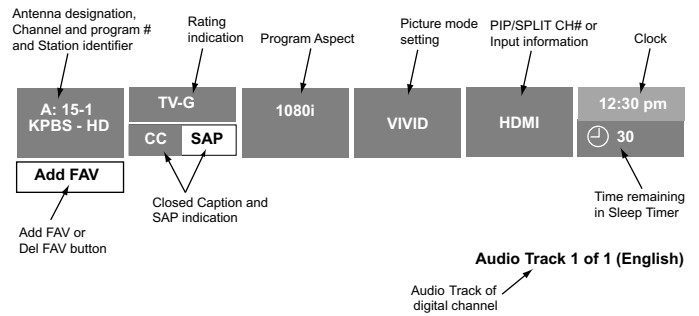 Antenna designation,
Channel and program #
and Station identifier
Rating
indication
Program Aspect
Picture mode
setting
PIP/SPLIT CH# or
Input information
Clock
A: 15-1
KPBS - HD
TV-G
CC SAP
1080i
VIVID
HDMI
12:30 pm
30
Add FAV
Closed Caption and
SAP indication
Time remaining
in Sleep Timer
Add FAV or
Del FAV button
Audio Track 1 of 1 (English)
Audio Track of
digital channel